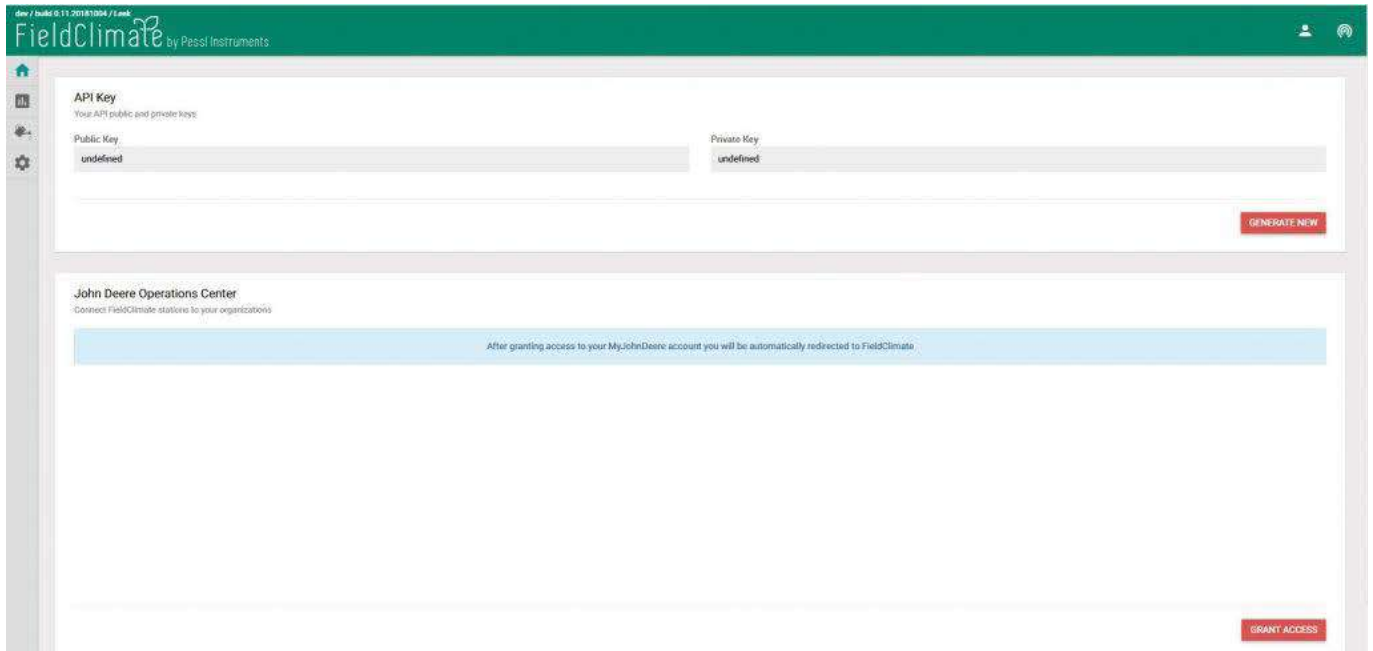 dev / build 0.11.20181004 / Leek
FieldClimate by Pessl Instruments
API Key
Your API public and private keys
Public Key
Private Key
undefined
undefined
GENERATE NEW
John Deere Operations Center
Connect FieldClimate stations to your organizations
After granting access to your MyJohnDeere account you will be automatically redirected to FieldClimate
GRANT ACCESS